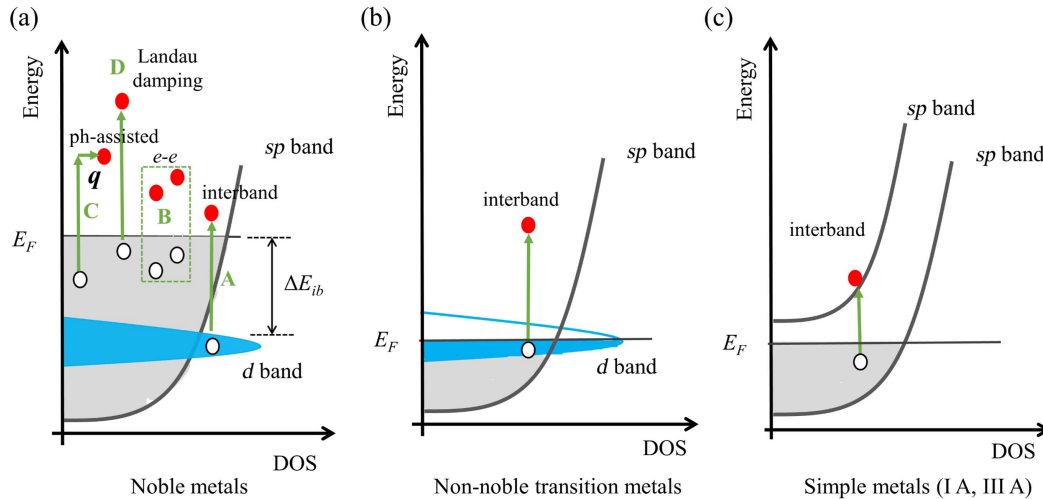 (a)
Energy
D
Landau
damping
ph-assisted
q
C
e-e
B
interband
sp band
E_F
A
ΔE_ib
d band
DOS
Noble metals
(b)
Energy
sp band
interband
E_F
d band
DOS
Non-noble transition metals
(c)
Energy
sp band
sp band
interband
E_F
DOS
Simple metals (I A, III A)